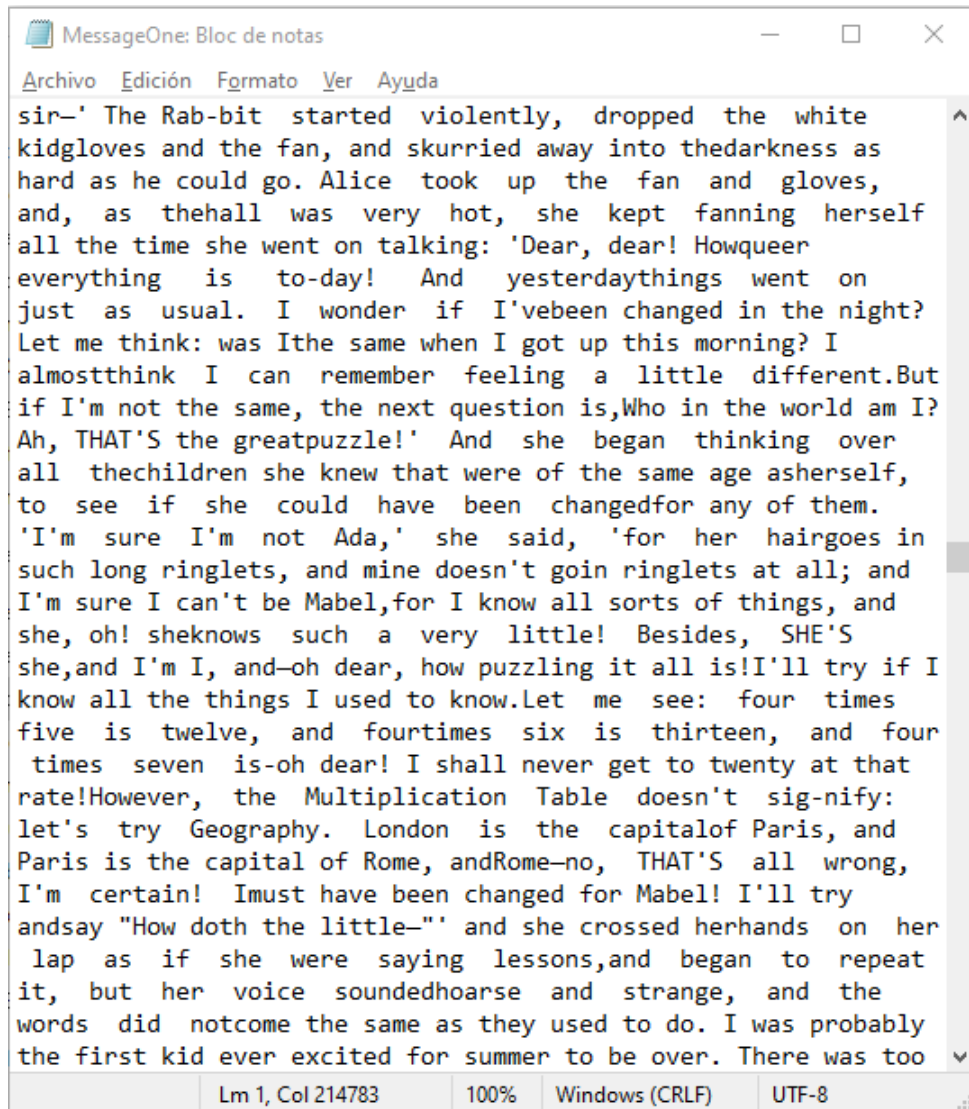 MessageOne: Bloc de notas
Archivo Edición Formato Ver Ayuda
sir—' The Rab-bit  started  violently,  dropped  the  white
kidgloves and the fan, and skurried away into thedarkness as
hard as he could go. Alice  took  up  the  fan  and  gloves,
and,  as  thehall  was  very  hot,  she  kept  fanning  herself
all the time she went on talking: 'Dear, dear! Howqueer
everything   is   to-day!   And   yesterdaythings  went  on
just  as  usual.  I  wonder  if  I'vebeen changed in the night?
Let me think: was Ithe same when I got up this morning? I
almostthink  I  can  remember  feeling  a  little  different.But
if I'm not the same, the next question is,Who in the world am I?
Ah, THAT'S the greatpuzzle!'  And  she  began  thinking  over
all  thechildren she knew that were of the same age asherself,
to  see  if  she  could  have  been  changedfor any of them.
'I'm  sure  I'm  not  Ada,'  she  said,  'for  her  hairgoes in
such long ringlets, and mine doesn't goin ringlets at all; and
I'm sure I can't be Mabel,for I know all sorts of things, and
she, oh! sheknows  such  a  very  little!  Besides,  SHE'S
she,and I'm I, and—oh dear, how puzzling it all is!I'll try if I
know all the things I used to know.Let  me  see:  four  times
five  is  twelve,  and  fourtimes  six  is  thirteen,  and  four
times  seven  is-oh dear! I shall never get to twenty at that
rate!However,  the  Multiplication  Table  doesn't  sig-nify:
let's  try  Geography.  London  is  the  capitalof Paris, and
Paris is the capital of Rome, andRome—no,  THAT'S  all  wrong,
I'm  certain!  Imust have been changed for Mabel! I'll try
andsay "How doth the little—"' and she crossed herhands  on  her
lap  as  if  she  were  saying  lessons,and  began  to  repeat
it,  but  her  voice  soundedhoarse  and  strange,  and  the
words  did  notcome the same as they used to do. I was probably
the first kid ever excited for summer to be over. There was too
Lm 1, Col 214783 100% Windows (CRLF) UTF-8